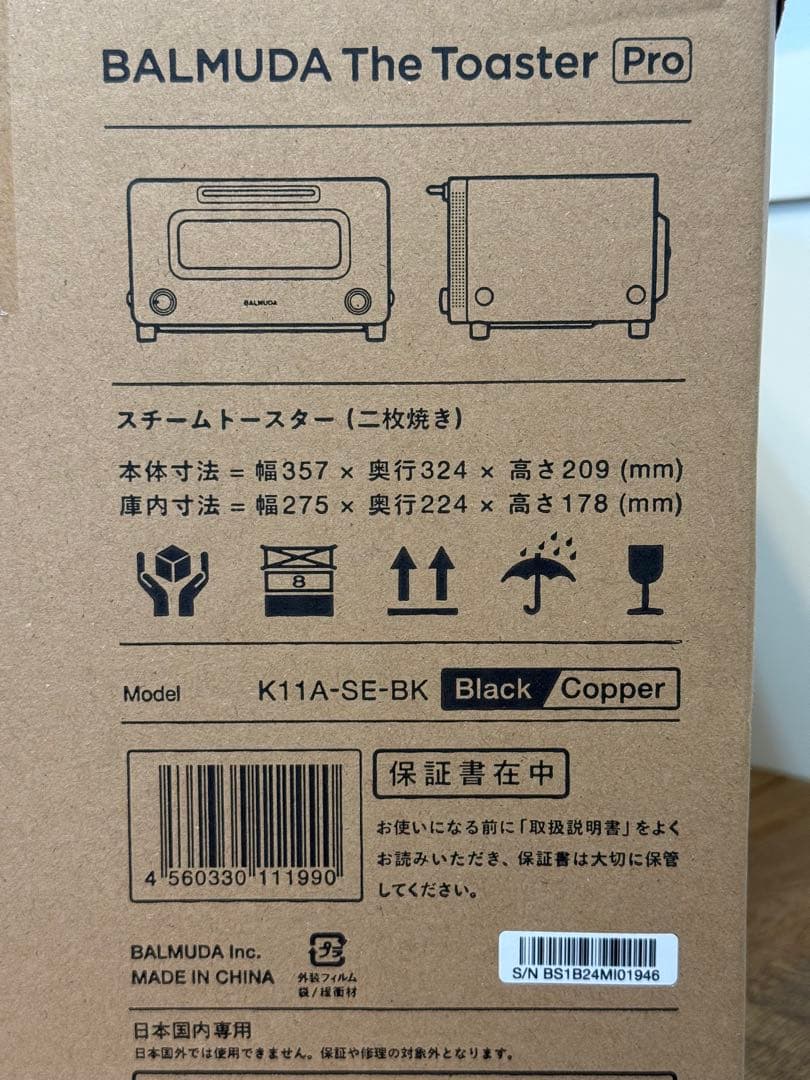 BALMUDA The Toaster Pro
BALMUDA
スチームトースター (二枚焼き)
本体寸法 = 幅357 × 奥行324 × 高さ209 (mm)
庫内寸法 = 幅275 × 奥行224 × 高さ178 (mm)
8
Model K11A-SE-BK Black Copper
保証書在中
お使いになる前に「取扱説明書」をよく
お読みいただき、保証書は大切に保管
してください。
4 560330 111990
BALMUDA Inc.
MADE IN CHINA
プラ
外装フィルム
袋/緩衝材
S/N BS1B24MI01946
日本国内専用
日本国外では使用できません。保証や修理の対象外となります。